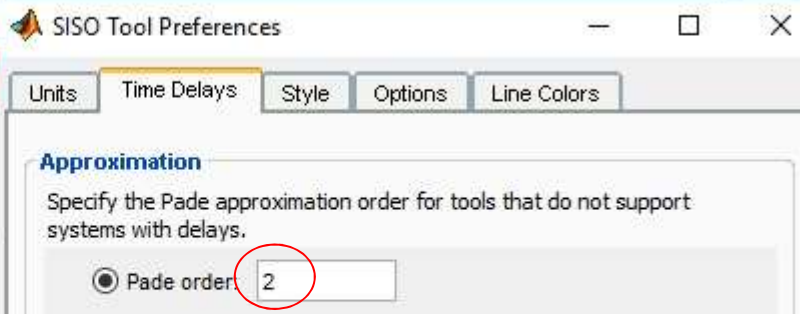 SISO Tool Preferences
Units Time Delays Style Options Line Colors
Approximation
Specify the Pade approximation order for tools that do not support
systems with delays.
Pade order: 2